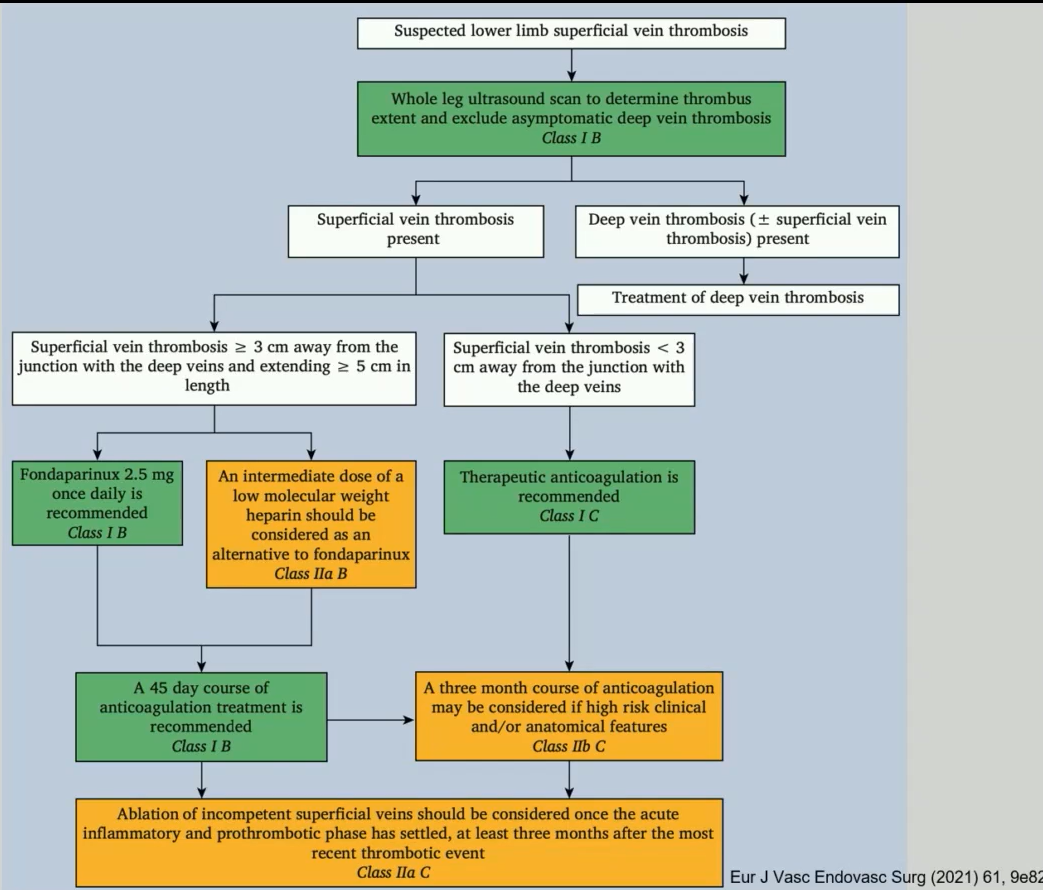 Suspected lower limb superficial vein thrombosis
Whole leg ultrasound scan to determine thrombus
extent and exclude asymptomatic deep vein thrombosis
Class I B
Superficial vein thrombosis
present
Deep vein thrombosis (± superficial vein
thrombosis) present
Treatment of deep vein thrombosis
Superficial vein thrombosis ≥ 3 cm away from the
junction with the deep veins and extending ≥ 5 cm in
length
Superficial vein thrombosis < 3
cm away from the junction with
the deep veins
Fondaparinux 2.5 mg
once daily is
recommended
Class I B
An intermediate dose of a
low molecular weight
heparin should be
considered as an
alternative to fondaparinux
Class IIa B
Therapeutic anticoagulation is
recommended
Class I C
A 45 day course of
anticoagulation treatment is
recommended
Class I B
A three month course of anticoagulation
may be considered if high risk clinical
and/or anatomical features
Class IIb C
Ablation of incompetent superficial veins should be considered once the acute
inflammatory and prothrombotic phase has settled, at least three months after the most
recent thrombotic event
Class IIa C
Eur J Vasc Endovasc Surg (2021) 61, 9e82